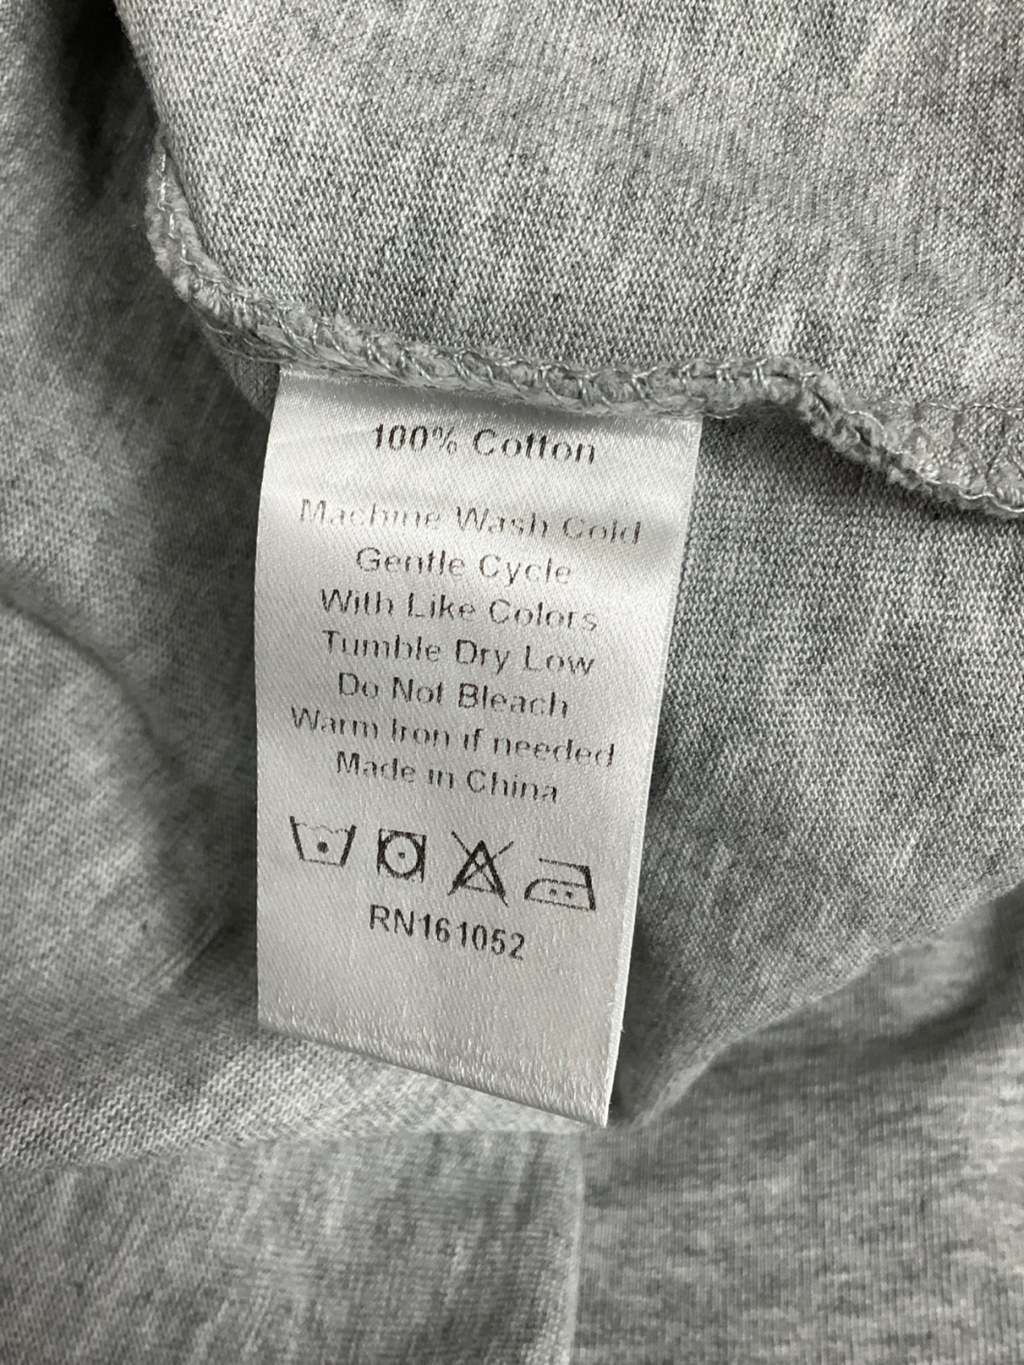 100% Cotton
Machine Wash Cold
Gentle Cycle
With Like Colors
Tumble Dry Low
Do Not Bleach
Warm Iron if needed
Made in China
RN161052